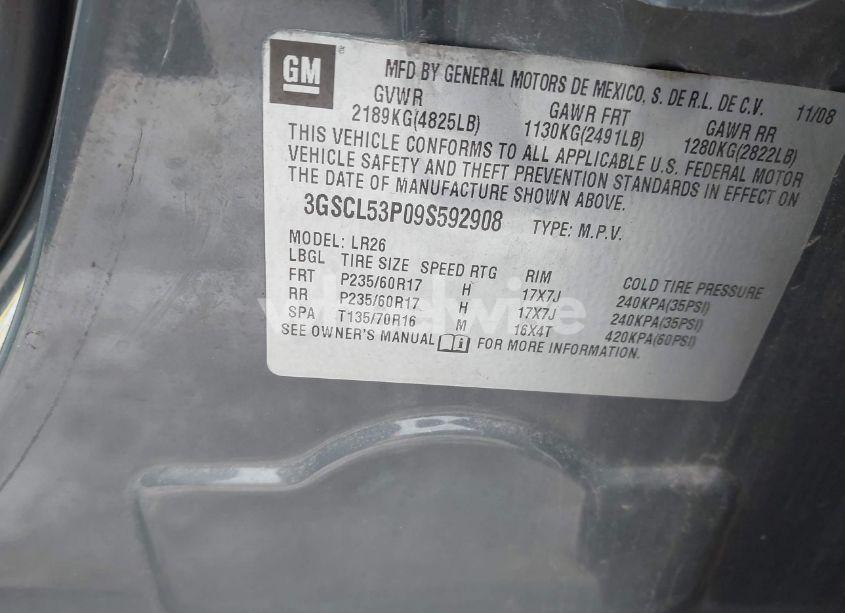 GM
MFD BY GENERAL MOTORS DE MEXICO, S. DE R.L. DE C.V. 11/08
GVWR GAWR FRT GAWR RR
2189KG(4825LB) 1130KG(2491LB) 1280KG(2822LB)
THIS VEHICLE CONFORMS TO ALL APPLICABLE U.S. FEDERAL MOTOR
VEHICLE SAFETY AND THEFT PREVENTION STANDARDS IN EFFECT ON
THE DATE OF MANUFACTURE SHOWN ABOVE.
3GSCL53P09S592908 TYPE: M.P.V.
MODEL: LR26
LBGL TIRE SIZE SPEED RTG RIM COLD TIRE PRESSURE
FRT P235/60R17 H 17X7J 240KPA(35PSI)
RR P235/60R17 H 17X7J 240KPA(35PSI)
SPA T135/70R16 M 16X4T 420KPA(60PSI)
SEE OWNER'S MANUAL FOR MORE INFORMATION.